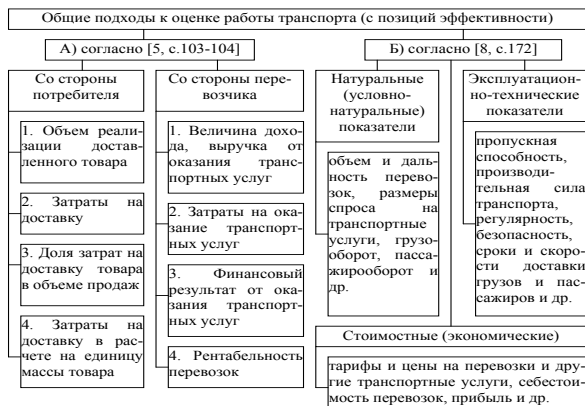 Общие подходы к оценке работы транспорта (с позиций эффективности)
А) согласно [5, с.103-104]
Б) согласно [8, с.172]
Со стороны
потребителя
1. Объем реали-
зации достав-
ленного товара
2. Затраты на
доставку
3. Доля затрат на
доставку товара
в объеме продаж
4. Затраты на
доставку в рас-
чете на единицу
массы товара
Со стороны пере-
возчика
1. Величина дохо-
да, выручка от
оказания транс-
портных услуг
2. Затраты на ока-
зание транспорт-
ных услуг
3. Финансовый
результат от ока-
зания транспорт-
ных услуг
4. Рентабельность
перевозок
Натуральные
(условно-
натуральные)
показатели
объем и даль-
ность перево-
зок, размеры
спроса на
транспортные
услуги, грузо-
оборот, пасса-
жирооборот и
др.
Эксплуатацион-
но-технические
показатели
пропускная
способность,
производи-
тельная сила
транспорта,
регулярность,
безопасность,
сроки и скоро-
сти доставки
грузов и пас-
сажиров и др.
Стоимостные (экономические)
тарифы и цены на перевозки и дру-
гие транспортные услуги, себестои-
мость перевозок, прибыль и др.